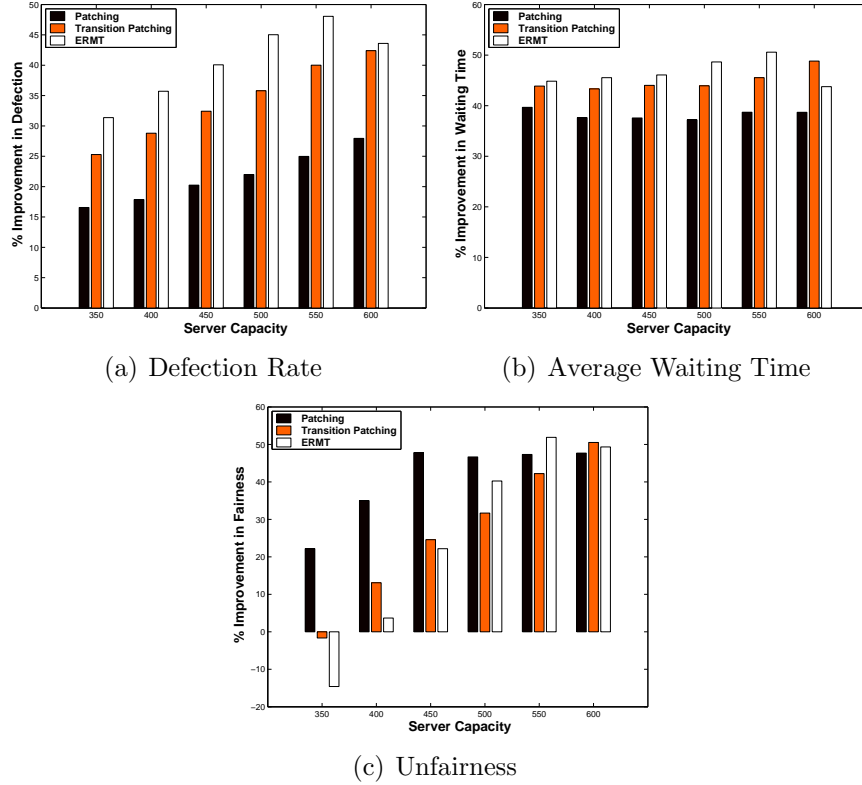 50
45
40
35
30
25
20
15
10
5
0
% Improvement in Defection
Patching
Transition Patching
ERMT
350 400 450 500 550 600
Server Capacity
(a) Defection Rate
60
50
40
30
20
10
0
% Improvement in Waiting Time
Patching
Transition Patching
ERMT
350 400 450 500 550 600
Server Capacity
(b) Average Waiting Time
60
50
40
30
20
10
0
−10
−20
% Improvement in Fairness
Patching
Transition Patching
ERMT
350 400 450 500 550 600
Server Capacity
(c) Unfairness